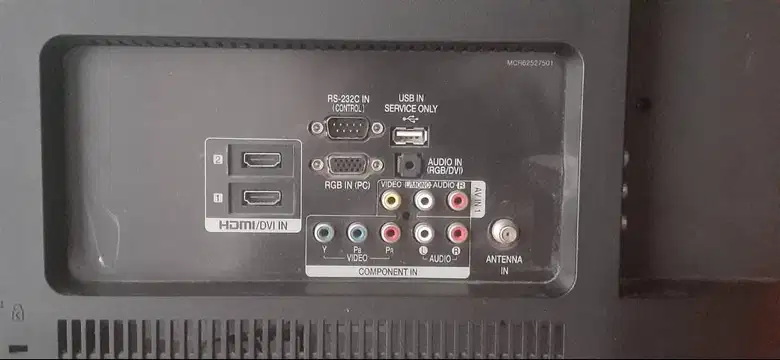 MCR62527501
RS-232C IN
(CONTROL)
USB IN
SERVICE ONLY
2
RGB IN (PC)
AUDIO IN
(RGB/DVI)
1
HDMI/DVI IN
VIDEO L/MONO AUDIO R
AV IN 1
Y PB PR L R
VIDEO AUDIO
COMPONENT IN
ANTENNA
IN